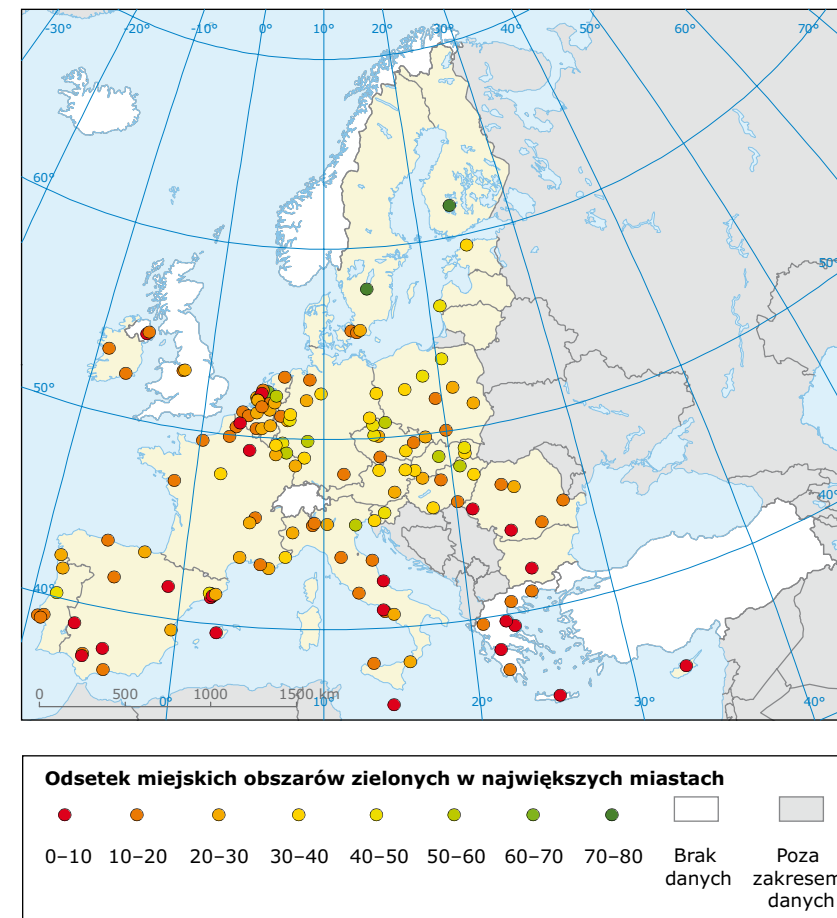 -30° -20° -10° 0° 10° 20° 30° 40° 50° 60° 70°
60°
50°
50°
40°
40°
0 500 1000 1500 km
0° 10° 20° 30° 40°
Odsetek miejskich obszarów zielonych w największych miastach
0–10 10–20 20–30 30–40 40–50 50–60 60–70 70–80 Brak Poza
danych zakresem
danych